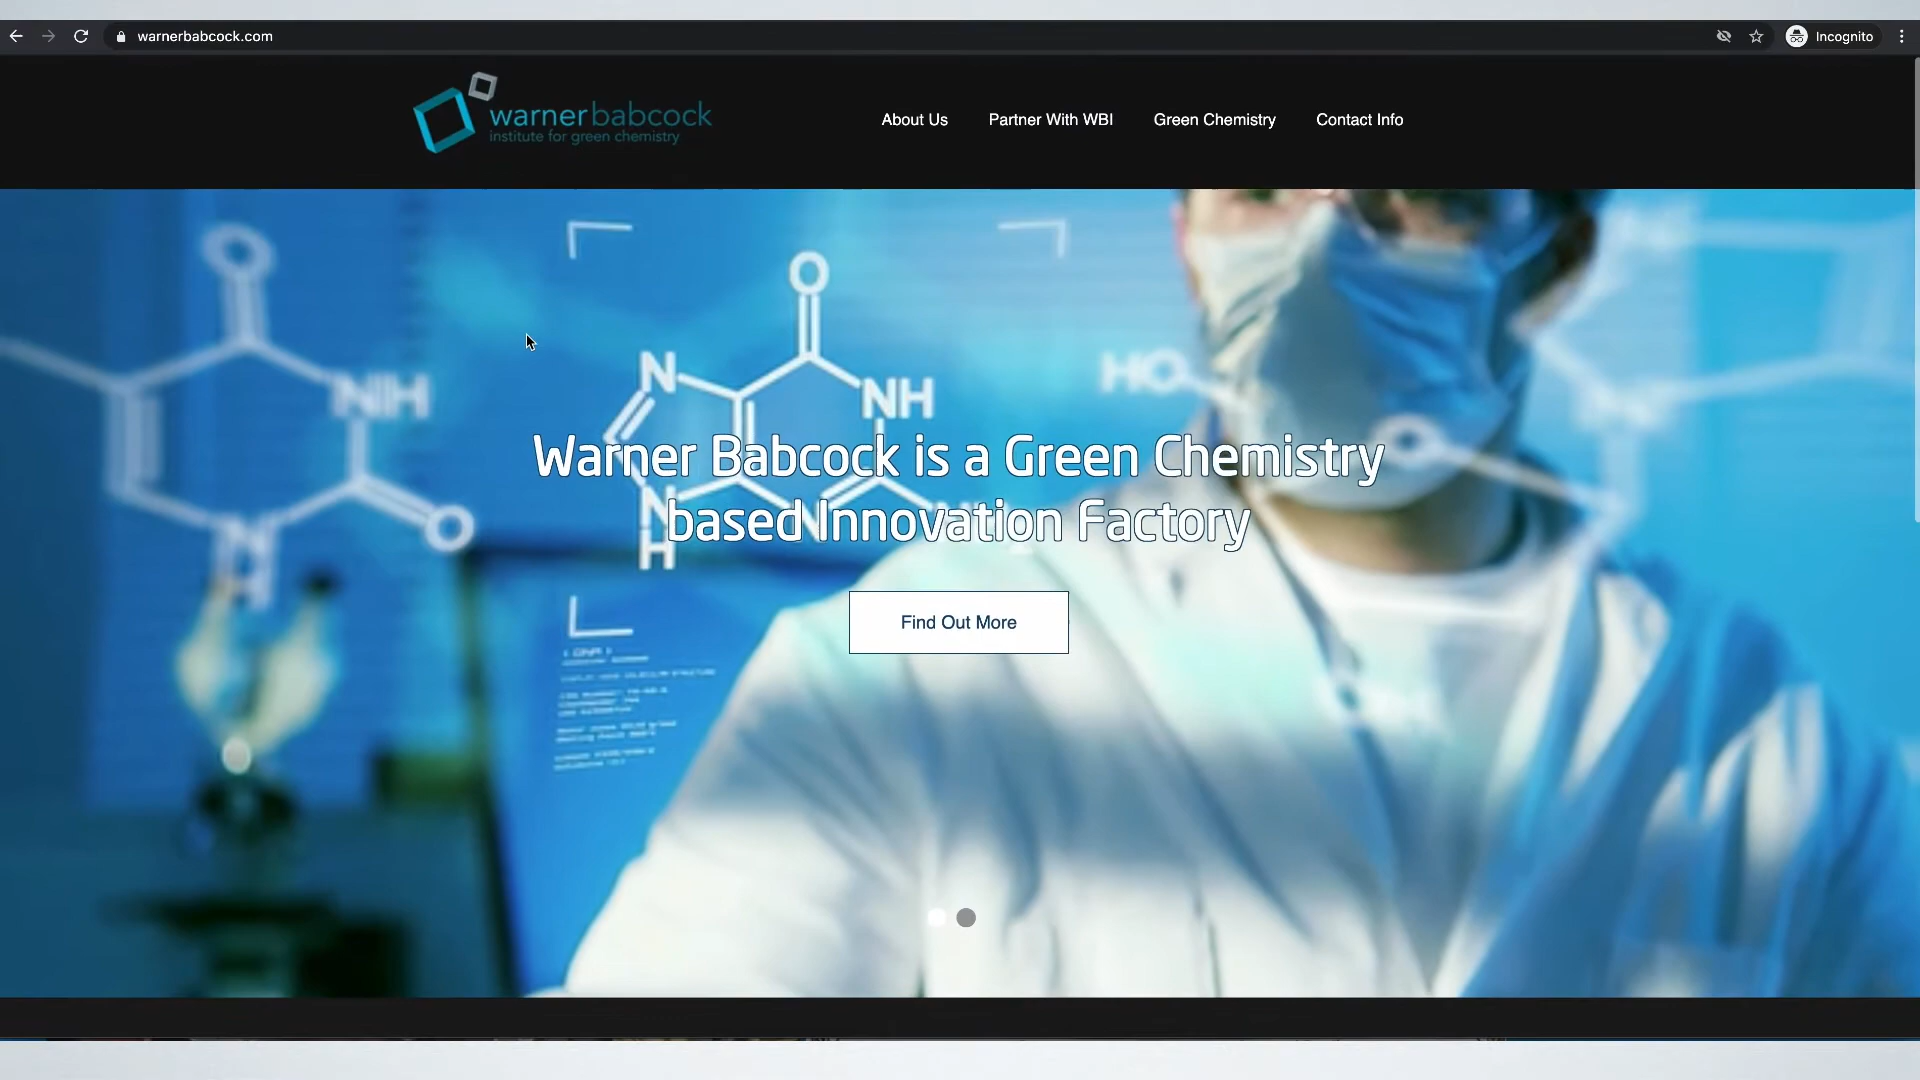 warnerbabcock.com
Incognito
warnerbabcock
institute for green chemistry
About Us
Partner With WBI
Green Chemistry
Contact Info
O
O
N
NH
NH
HO
O
Warner Babcock is a Green Chemistry
based Innovation Factory
O
N
H
N
H
Find Out More